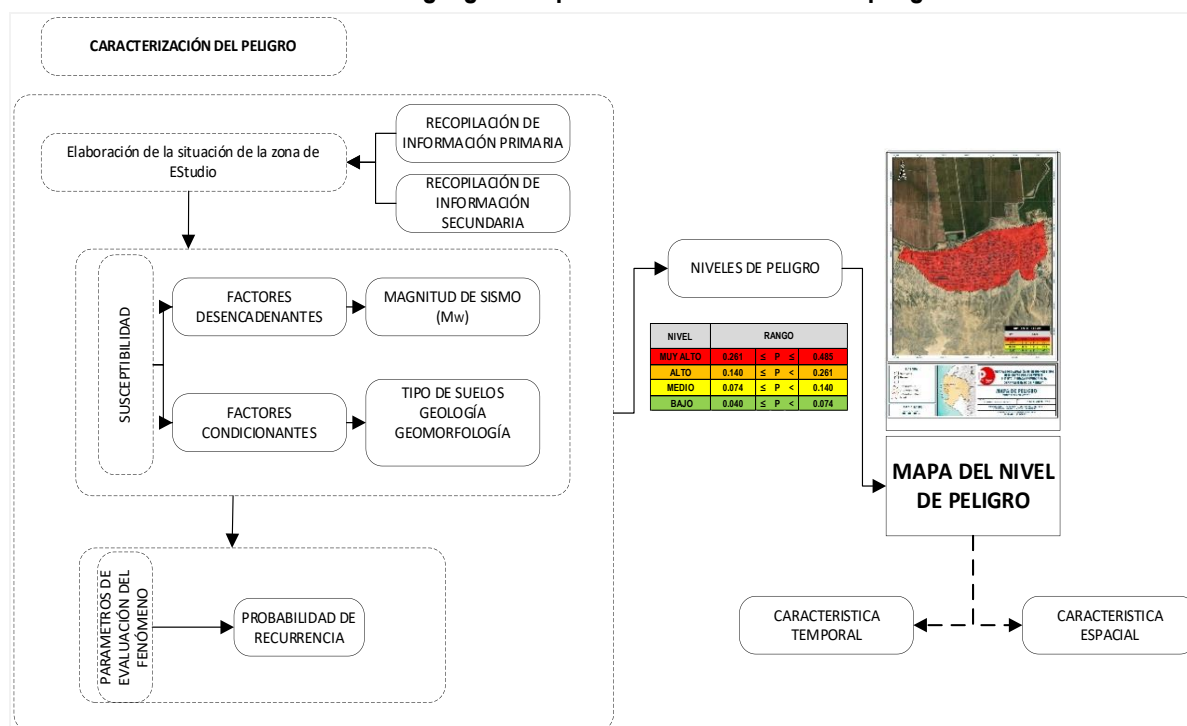 CARACTERIZACIÓN DEL PELIGRO
Elaboración de la situación de la zona de
EStudio
RECOPILACIÓN DE
INFORMACIÓN PRIMARIA
RECOPILACIÓN DE
INFORMACIÓN
SECUNDARIA
SUSCEPTIBILIDAD
FACTORES
DESENCADENANTES
MAGNITUD DE SISMO
(Mw)
FACTORES
CONDICIONANTES
TIPO DE SUELOS
GEOLOGÍA
GEOMORFOLOGÍA
PARAMETROS DE
EVALUACIÓN DEL
FENÓMENO
PROBABILIDAD DE
RECURRENCIA
NIVELES DE PELIGRO
NIVEL RANGO
MUY ALTO 0.261 ≤ P ≤ 0.485
ALTO 0.140 ≤ P < 0.261
MEDIO 0.074 ≤ P < 0.140
BAJO 0.040 ≤ P < 0.074
MAPA DE PELIGRO
MAPA DEL NIVEL
DE PELIGRO
CARACTERISTICA
TEMPORAL
CARACTERISTICA
ESPACIAL